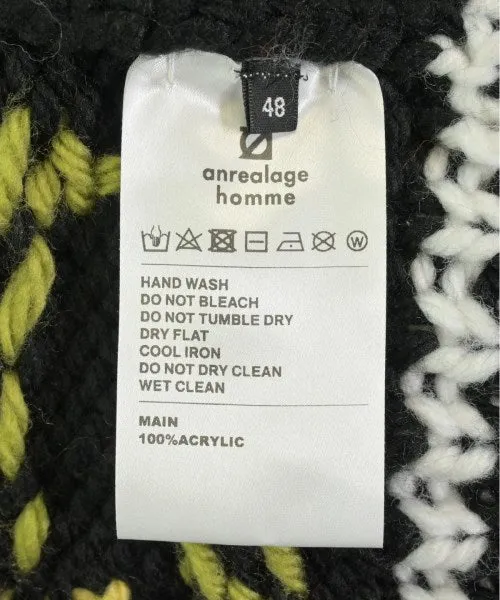 48
anrealage
homme
W
HAND WASH
DO NOT BLEACH
DO NOT TUMBLE DRY
DRY FLAT
COOL IRON
DO NOT DRY CLEAN
WET CLEAN
MAIN
100%ACRYLIC